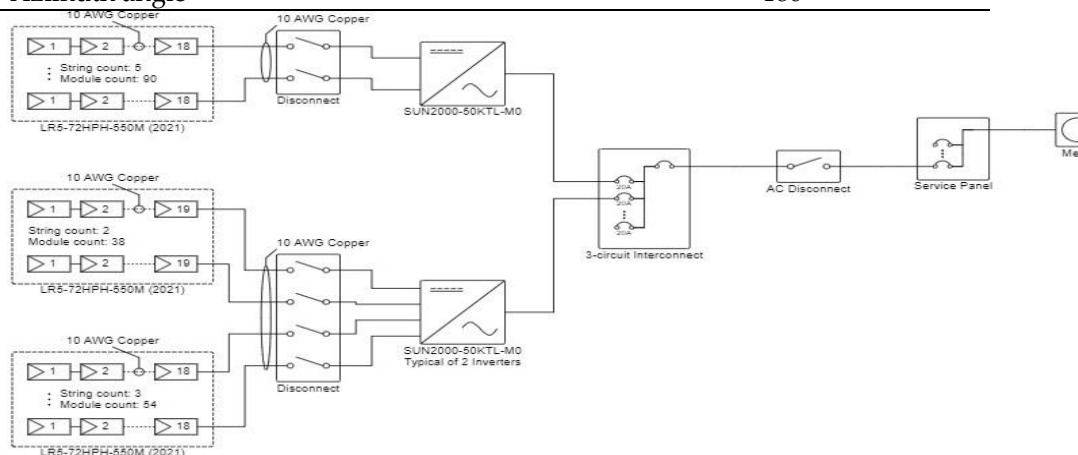 Azimuth angle
10 AWG Copper
1 2 18
String count: 5
Module count: 90
1 2 18
LR5-72HPH-550M (2021)
10 AWG Copper
Disconnect
SUN2000-50KTL-M0
10 AWG Copper
1 2 19
String count: 2
Module count: 38
1 2 19
LR5-72HPH-550M (2021)
10 AWG Copper
1 2 18
String count: 3
Module count: 54
1 2 18
LR5-72HPH-550M (2021)
10 AWG Copper
Disconnect
SUN2000-50KTL-M0
Typical of 2 Inverters
20A
20A
20A
3-circuit Interconnect
AC Disconnect
Service Panel
Me